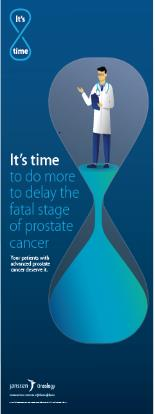 It's
time
It's time
to do more
to delay the
fatal stage
of prostate
cancer
Your patients with
advanced prostate
cancer deserve it.
janssen Oncology